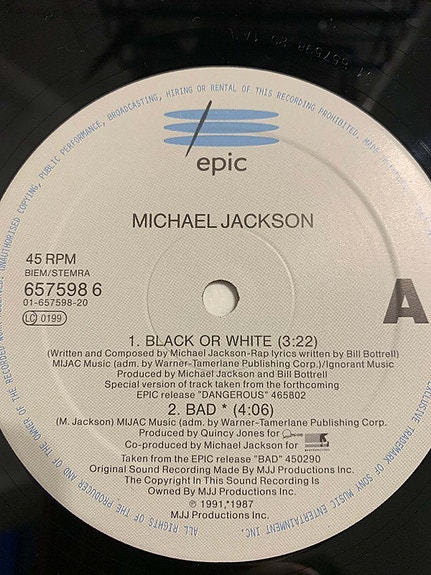 UNAUTHORISED COPYING, PUBLIC PERFORMANCE, BROADCASTING, HIRING OR RENTAL OF THIS RECORDING PROHIBITED. MADE IN
epic
MICHAEL JACKSON
45 RPM
BIEM/STEMRA
657598 6
01-657598-20
LC 0199
A
1. BLACK OR WHITE (3:22)
(Written and Composed by Michael Jackson-Rap lyrics written by Bill Bottrell)
MIJAC Music (adm. by Warner-Tamerlane Publishing Corp.)/Ignorant Music
Produced by Michael Jackson and Bill Bottrell
Special version of track taken from the forthcoming
EPIC release "DANGEROUS" 465802
2. BAD * (4:06)
(M. Jackson) MIJAC Music (adm. by Warner-Tamerlane Publishing Corp.
Produced by Quincy Jones for
Co-produced by Michael Jackson for
Taken from the EPIC release "BAD" 450290
Original Sound Recording Made By MJJ Productions Inc.
The Copyright In This Sound Recording Is
Owned By MJJ Productions Inc.
℗ 1991,*1987
MJJ Productions Inc.
ALL RIGHTS OF THE PRODUCER AND OF THE OWNER OF THE RECORDED WORK RESERVED.
EXCLUSIVE TRADEMARK OF SONY MUSIC ENTERTAINMENT INC.